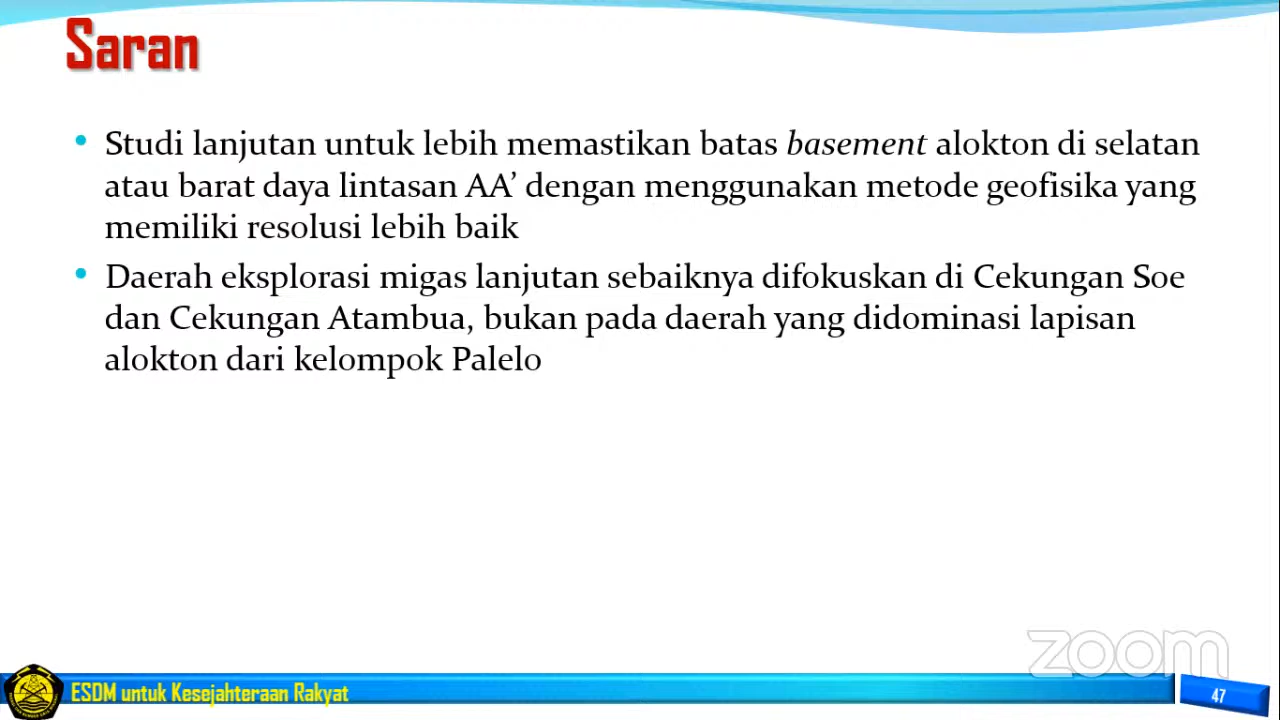 Saran
• Studi lanjutan untuk lebih memastikan batas basement alokton di selatan
atau barat daya lintasan AA’ dengan menggunakan metode geofisika yang
memiliki resolusi lebih baik
• Daerah eksplorasi migas lanjutan sebaiknya difokuskan di Cekungan Soe
dan Cekungan Atambua, bukan pada daerah yang didominasi lapisan
alokton dari kelompok Palelo
zoom
ESDM untuk Kesejahteraan Rakyat
47